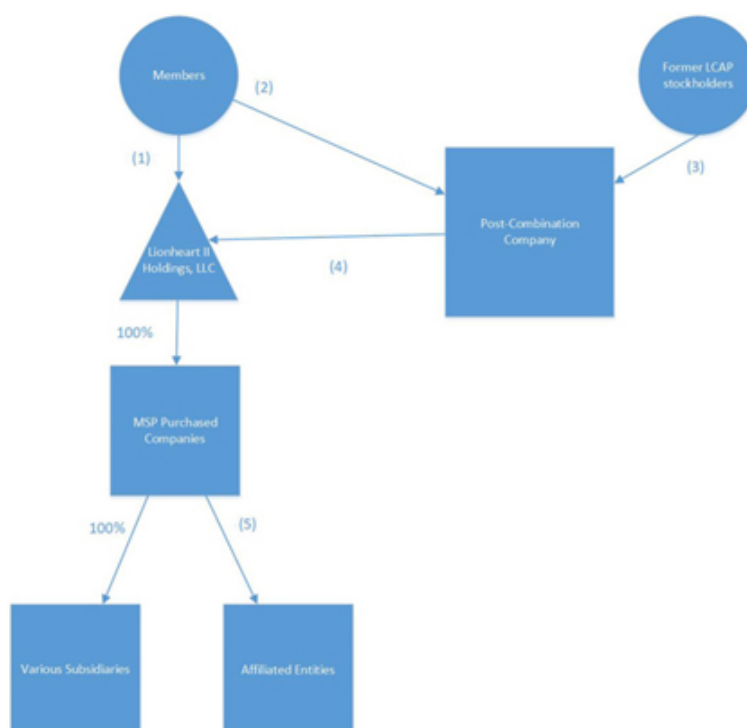 Members
Former LCAP
stockholders
(2)
(1)
(3)
Post-Combination
Company
Lionheart II
Holdings, LLC
(4)
100%
MSP Purchased
Companies
100%
(5)
Various Subsidiaries
Affiliated Entities